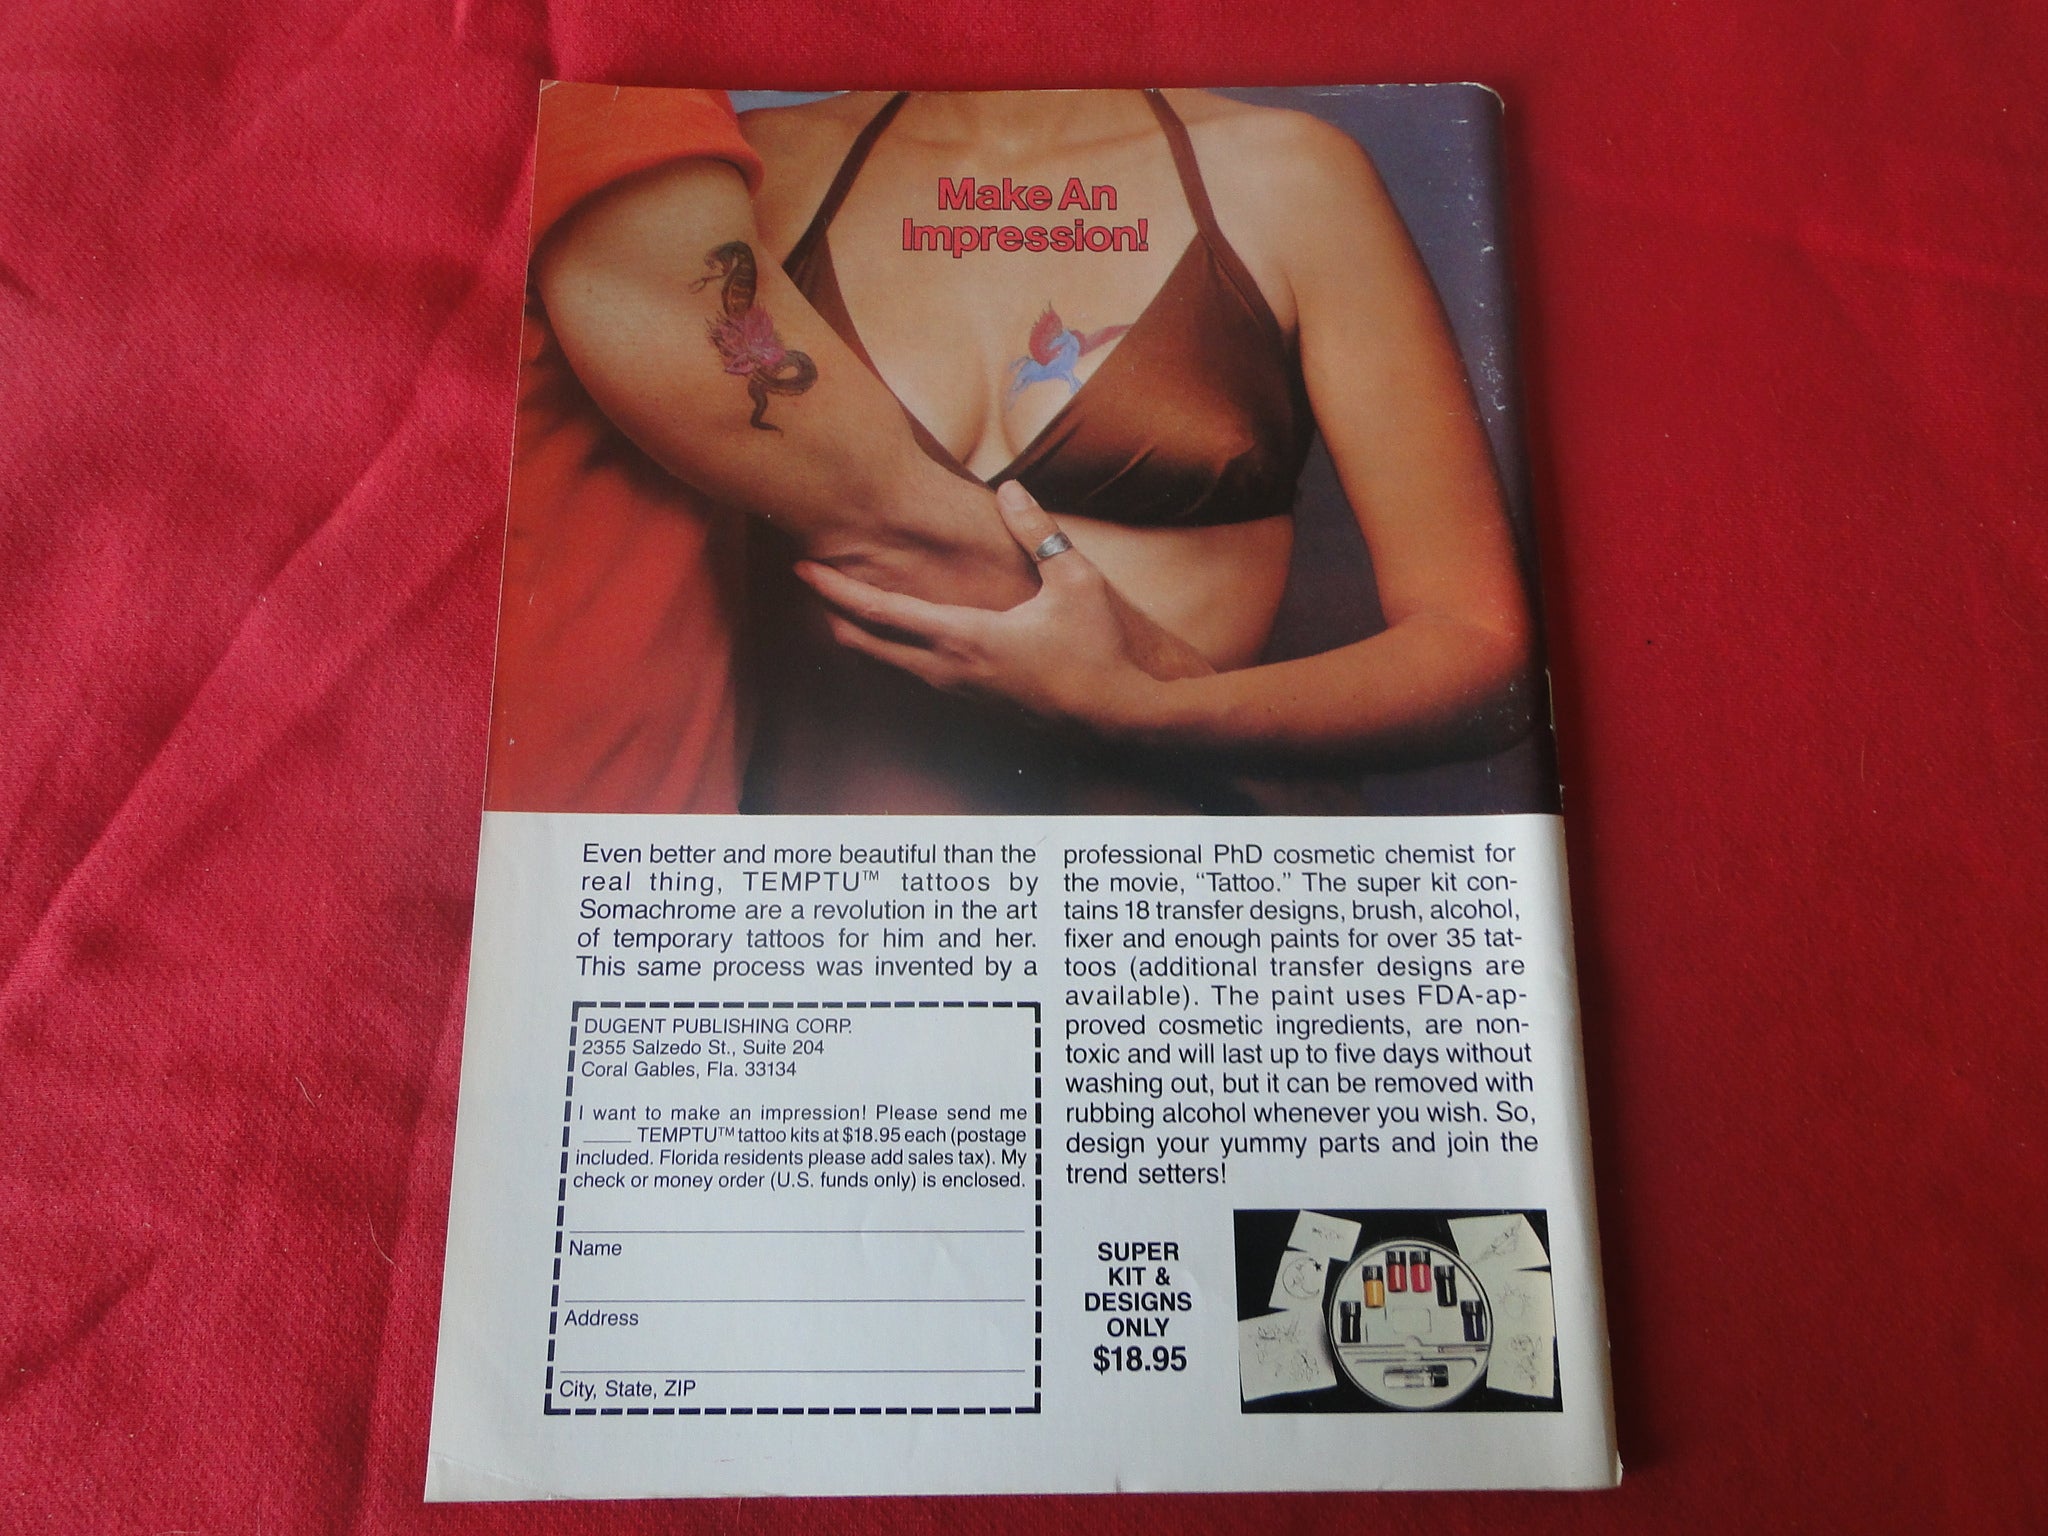 Make An
Impression!
Even better and more beautiful than the
real thing, TEMPTU™ tattoos by
Somachrome are a revolution in the art
of temporary tattoos for him and her.
This same process was invented by a
professional PhD cosmetic chemist for
the movie, “Tattoo.” The super kit con-
tains 18 transfer designs, brush, alcohol,
fixer and enough paints for over 35 tat-
toos (additional transfer designs are
available). The paint uses FDA-ap-
proved cosmetic ingredients, are non-
toxic and will last up to five days without
washing out, but it can be removed with
rubbing alcohol whenever you wish. So,
design your yummy parts and join the
trend setters!
DUGENT PUBLISHING CORP.
2355 Salzedo St., Suite 204
Coral Gables, Fla. 33134
I want to make an impression! Please send me
____ TEMPTU™ tattoo kits at $18.95 each (postage
included. Florida residents please add sales tax). My
check or money order (U.S. funds only) is enclosed.
Name
Address
City, State, ZIP
SUPER
KIT &
DESIGNS
ONLY
$18.95